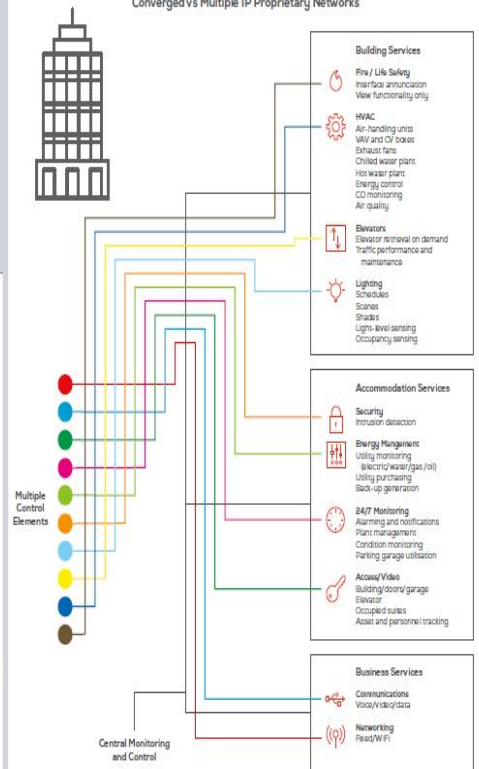 Converged vs Multiple IP Proprietary Networks
Building Services
Fire / Life Safety
Interface annunciation
View functionality only
HVAC
Air-handling units
VAV and CV boxes
Exhaust fans
Chilled water plant
Hot water plant
Energy control
CO monitoring
Air quality
Elevators
Elevator retrieval on demand
Traffic performance and
maintenance
Lighting
Schedules
Scenes
Shades
Light-level sensing
Occupancy sensing
Accommodation Services
Security
Intrusion detection
Energy Mangement
Utility monitoring
(electric/water/gas/oil)
Utility purchasing
Back-up generation
24/7 Monitoring
Alarming and notifications
Plant management
Condition monitoring
Parking garage utilisation
Access/Video
Building/doors/garage
Elevator
Occupied suites
Asset and personnel tracking
Business Services
Communications
Voice/video/data
Networking
Fixed/WiFi
Multiple
Control
Elements
Central Monitoring
and Control